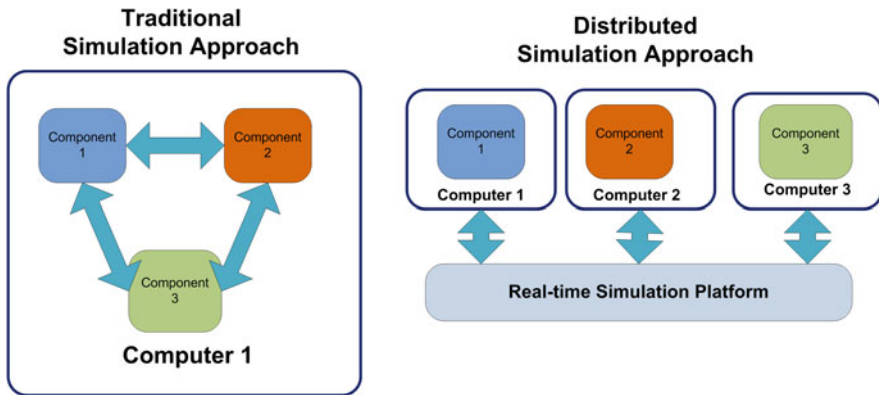 Traditional
Simulation Approach
Component
1
Component
2
Component
3
Computer 1
Distributed
Simulation Approach
Component
1
Computer 1
Component
2
Computer 2
Component
3
Computer 3
Real-time Simulation Platform